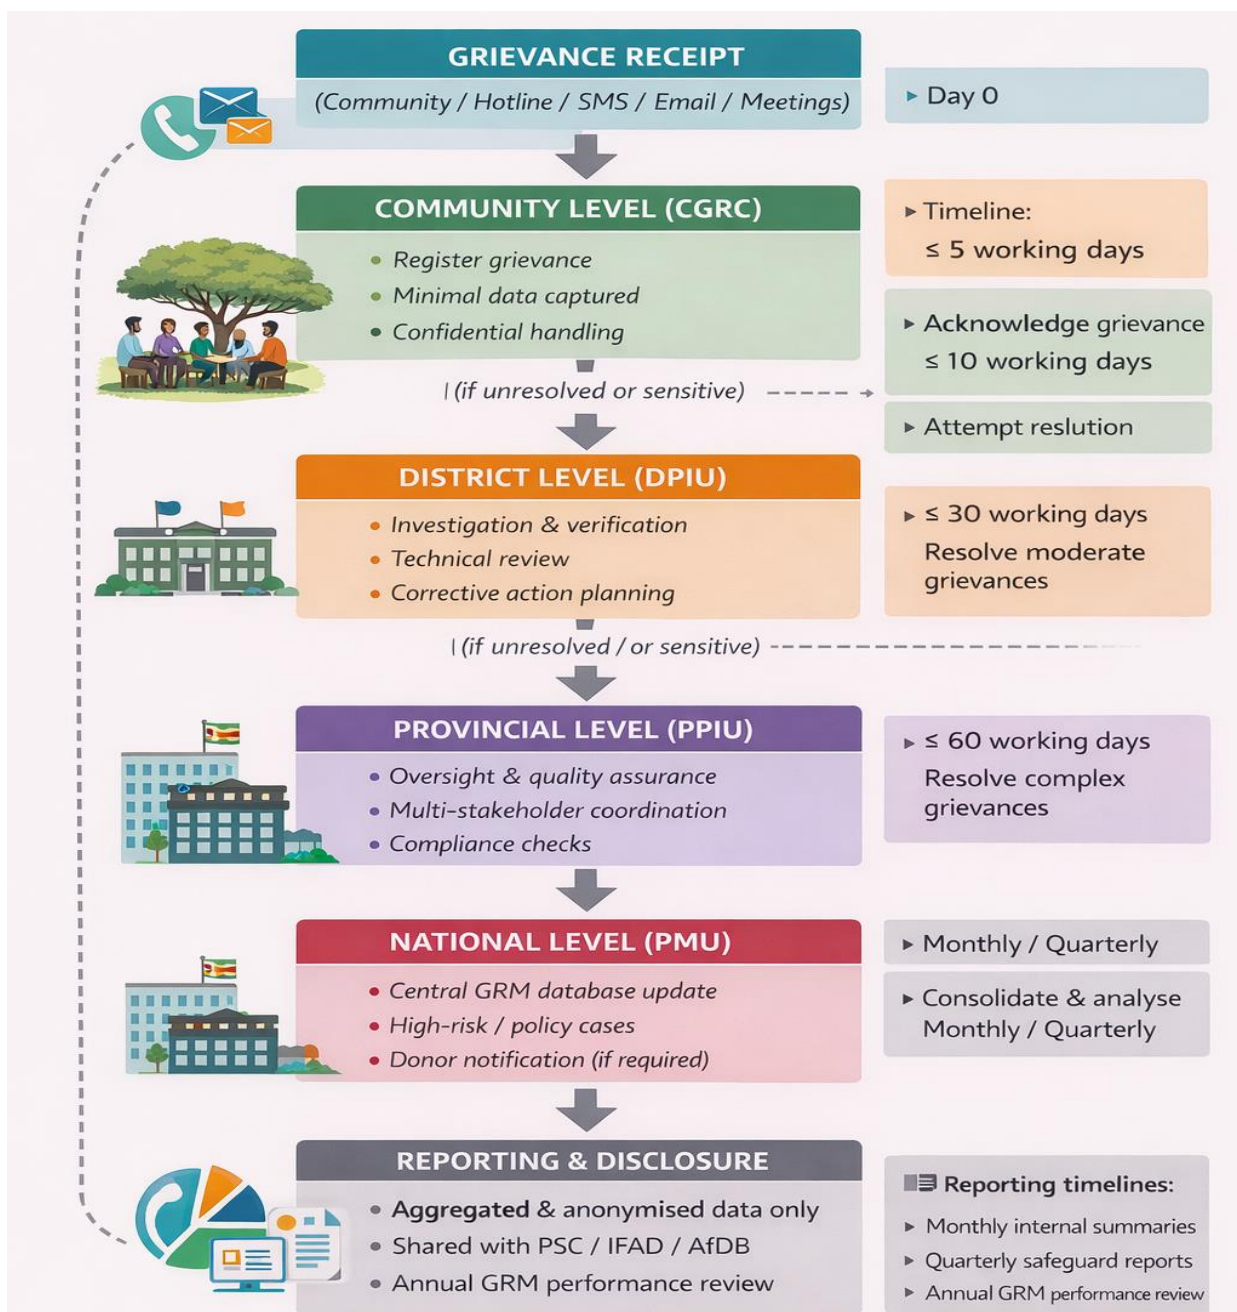 GRIEVANCE RECEIPT
(Community / Hotline / SMS / Email / Meetings)
▸ Day 0
COMMUNITY LEVEL (CGRC)
• Register grievance
• Minimal data captured
• Confidential handling
▸ Timeline:
≤ 5 working days
▸ Acknowledge grievance
≤ 10 working days
| (if unresolved or sensitive)
▸ Attempt reslution
DISTRICT LEVEL (DPIU)
• Investigation & verification
• Technical review
• Corrective action planning
▸ ≤ 30 working days
Resolve moderate
grievances
| (if unresolved / or sensitive)
PROVINCIAL LEVEL (PPIU)
• Oversight & quality assurance
• Multi-stakeholder coordination
• Compliance checks
▸ ≤ 60 working days
Resolve complex
grievances
NATIONAL LEVEL (PMU)
• Central GRM database update
• High-risk / policy cases
• Donor notification (if required)
▸ Monthly / Quarterly
▸ Consolidate & analyse
Monthly / Quarterly
REPORTING & DISCLOSURE
• Aggregated & anonymised data only
• Shared with PSC / IFAD / AfDB
• Annual GRM performance review
Reporting timelines:
▸ Monthly internal summaries
▸ Quarterly safeguard reports
▸ Annual GRM performance review